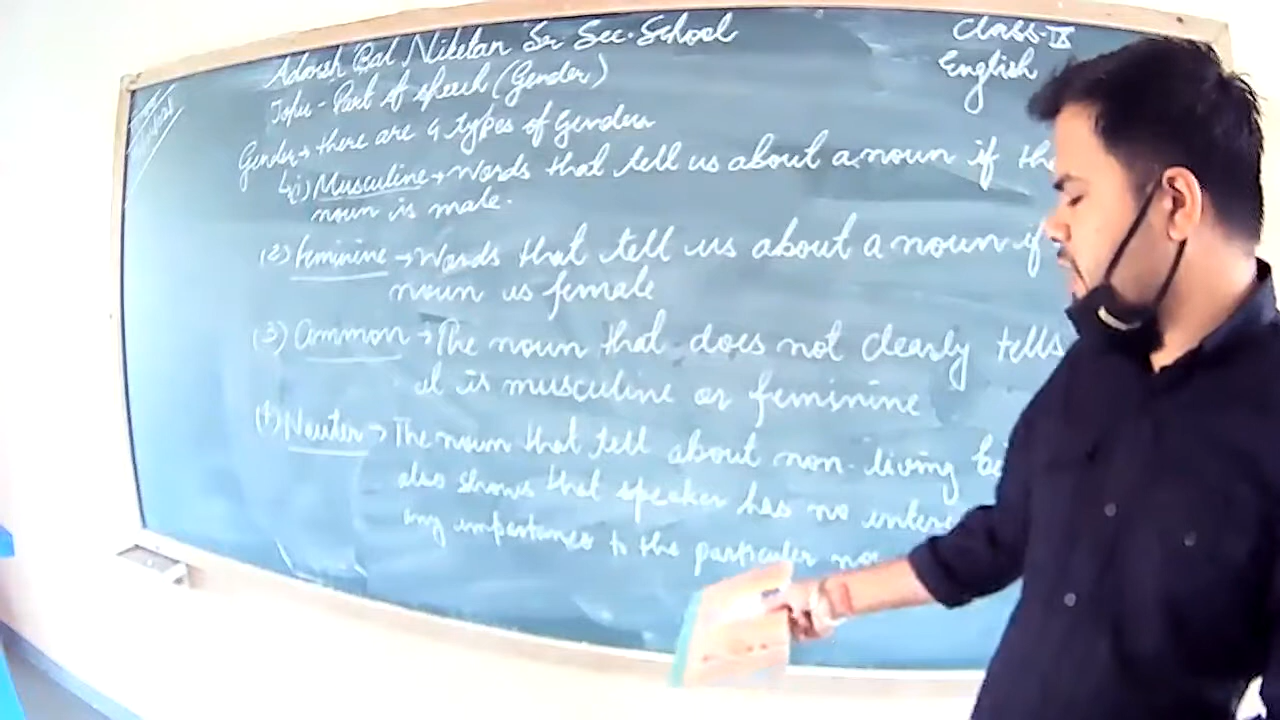 Adarsh Bal Niketan Sr. Sec. School
Class-IX
English
Topic - Part of speech (Gender)
Gender → there are 4 types of Genders
(i) Musculine → Words that tell us about a noun if the
noun is male.
(2) Feminine → Words that tell us about a noun if
noun is female
(3) Common → The noun that does not clearly tells
it is musculine or feminine
(4) Neuter → The noun that tell about non-living
also shows that speaker has no
any importance to the particular